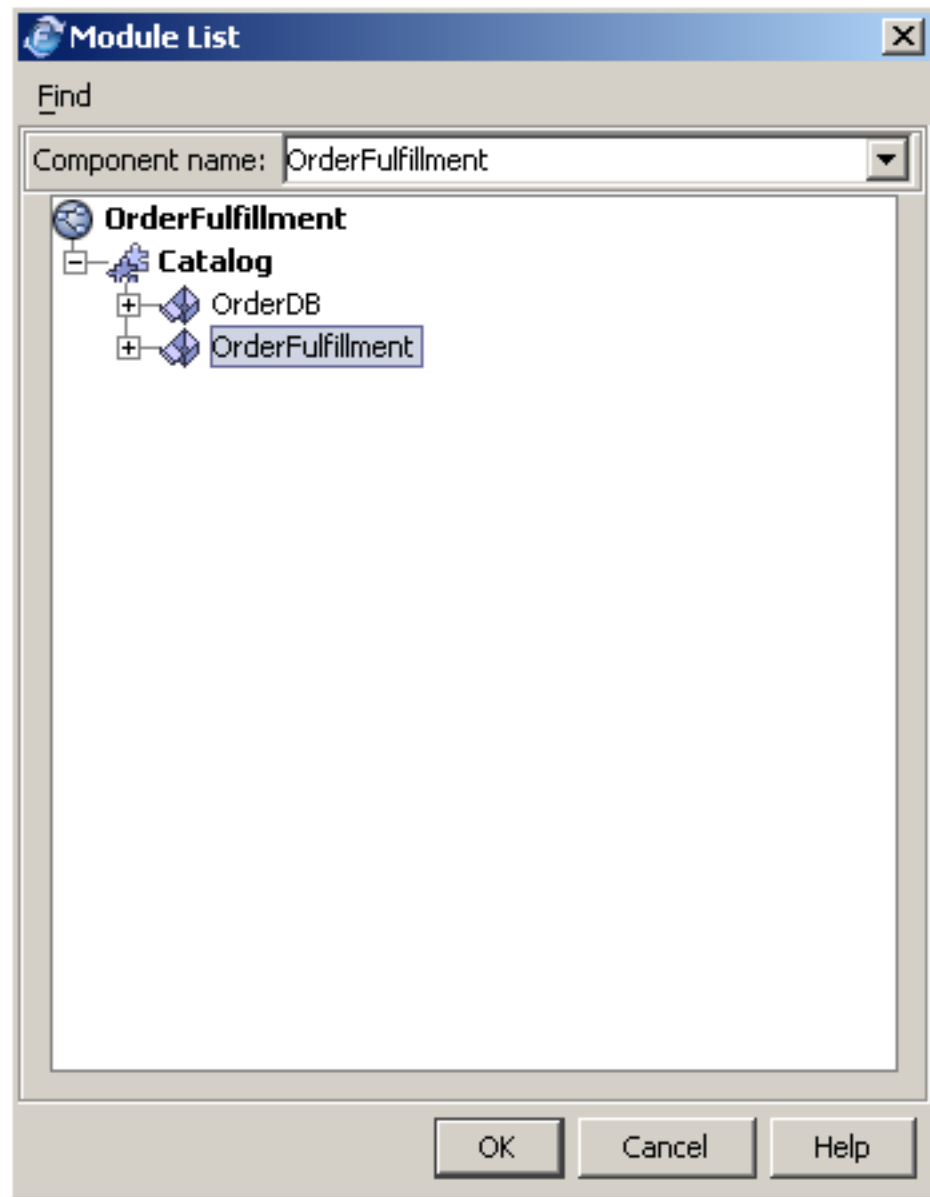 Module List
Find
Component name: OrderFulfillment
OrderFulfillment
Catalog
OrderDB
OrderFulfillment
OK Cancel Help